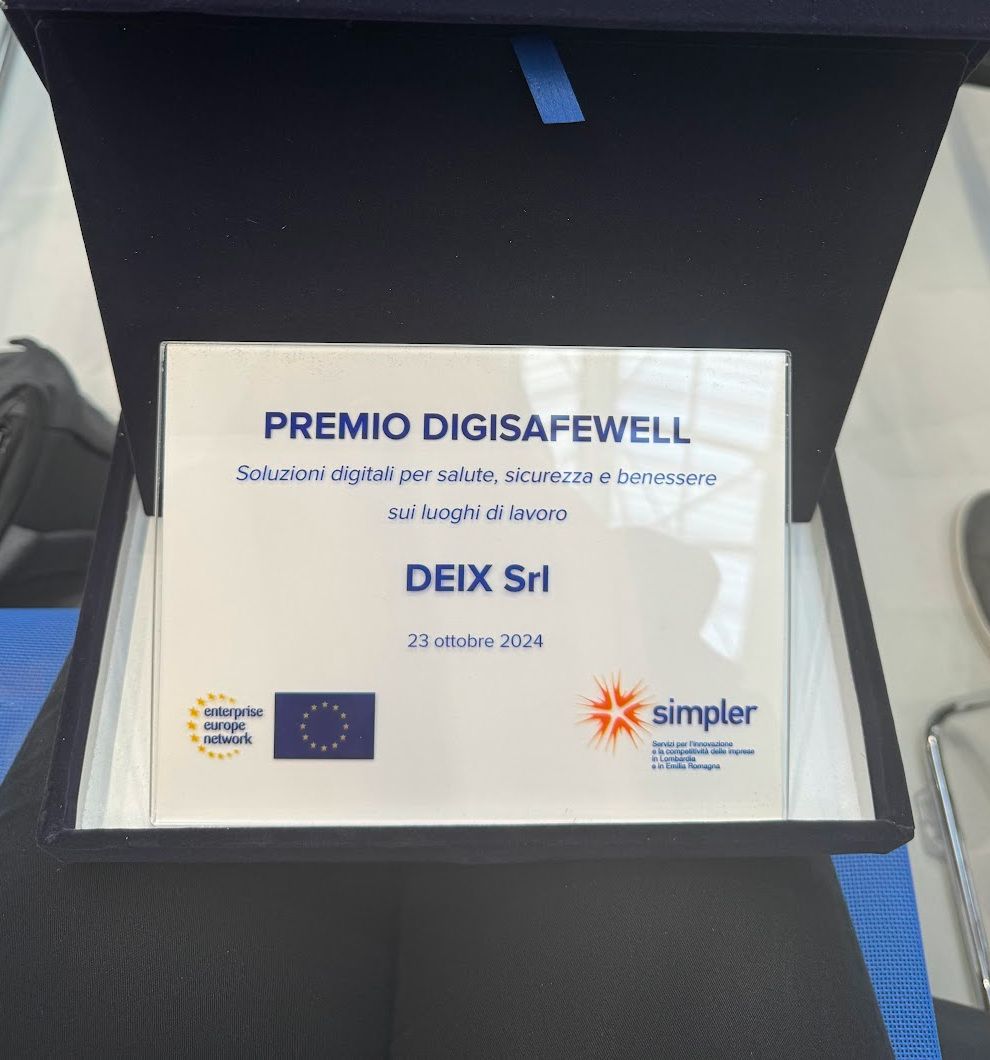 PREMIO DIGISAFEWELL
Soluzioni digitali per salute, sicurezza e benessere
sui luoghi di lavoro
DEIX Srl
23 ottobre 2024
enterprise
europe
network
simpler
Servizi per l'innovazione
e la competitività delle imprese
in Lombardia
e in Emilia Romagna